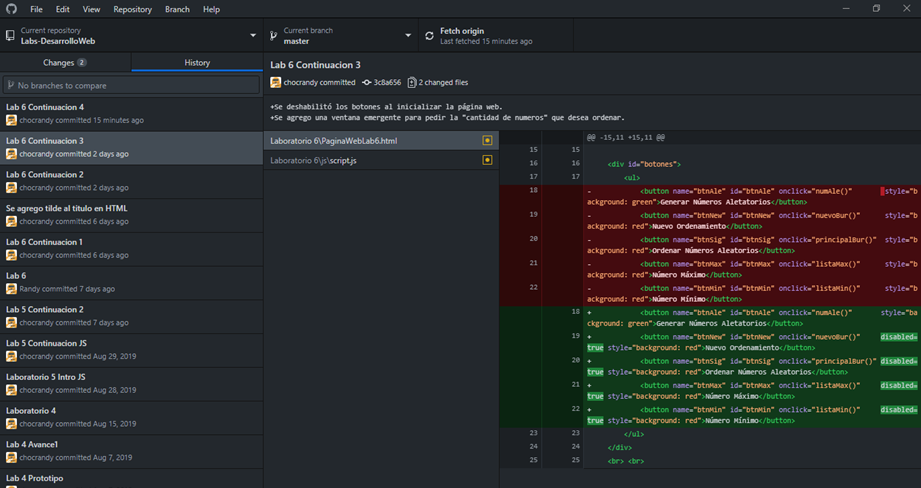 File Edit View Repository Branch Help
Current repository
Labs-DesarrolloWeb
Current branch
master
Fetch origin
Last fetched 15 minutes ago
Changes 2
History
No branches to compare
Lab 6 Continuacion 4
chocrandy committed 15 minutes ago
Lab 6 Continuacion 3
chocrandy committed 2 days ago
Lab 6 Continuacion 2
chocrandy committed 2 days ago
Se agrego tilde al titulo en HTML
chocrandy committed 6 days ago
Lab 6 Continuacion 1
chocrandy committed 6 days ago
Lab 6
Randy committed 7 days ago
Lab 5 Continuacion 2
chocrandy committed 7 days ago
Lab 5 Continuacion JS
chocrandy committed Aug 29, 2019
Laboratorio 5 Intro JS
chocrandy committed Aug 28, 2019
Laboratorio 4
chocrandy committed Aug 15, 2019
Lab 4 Avance1
chocrandy committed Aug 7, 2019
Lab 4 Prototipo
Lab 6 Continuacion 3
chocrandy committed 3c8a656 2 changed files
+Se deshabilitó los botones al inicializar la página web.
+Se agrego una ventana emergente para pedir la "cantidad de numeros" que desea ordenar.
Laboratorio 6\PaginaWebLab6.html
Laboratorio 6\js\script.js
@@ -15,11 +15,11 @@
15 15
16 16 <div id="botones">
17 17 <ul>
18 - <button name="btnAle" id="btnAle" onclick="numAle()" style="b
ackground: green">Generar Números Aletatorios</button>
19 - <button name="btnNew" id="btnNew" onclick="nuevoBur()" style="b
ackground: red">Nuevo Ordenamiento</button>
20 - <button name="btnSig" id="btnSig" onclick="principalBur()" style="b
ackground: red">Ordenar Números Aleatorios</button>
21 - <button name="btnMax" id="btnMax" onclick="listaMax()" style="b
ackground: red">Número Máximo</button>
22 - <button name="btnMin" id="btnMin" onclick="listaMin()" style="b
ackground: red">Número Mínimo</button>
18 + <button name="btnAle" id="btnAle" onclick="numAle()" style="ba
ckground: green">Generar Números Aletatorios</button>
19 + <button name="btnNew" id="btnNew" onclick="nuevoBur()" disabled=
true style="background: red">Nuevo Ordenamiento</button>
20 + <button name="btnSig" id="btnSig" onclick="principalBur()" disabled=
true style="background: red">Ordenar Números Aleatorios</button>
21 + <button name="btnMax" id="btnMax" onclick="listaMax()" disabled=
true style="background: red">Número Máximo</button>
22 + <button name="btnMin" id="btnMin" onclick="listaMin()" disabled=
true style="background: red">Número Mínimo</button>
23 23 </ul>
24 24 </div>
25 25 <br> <br>